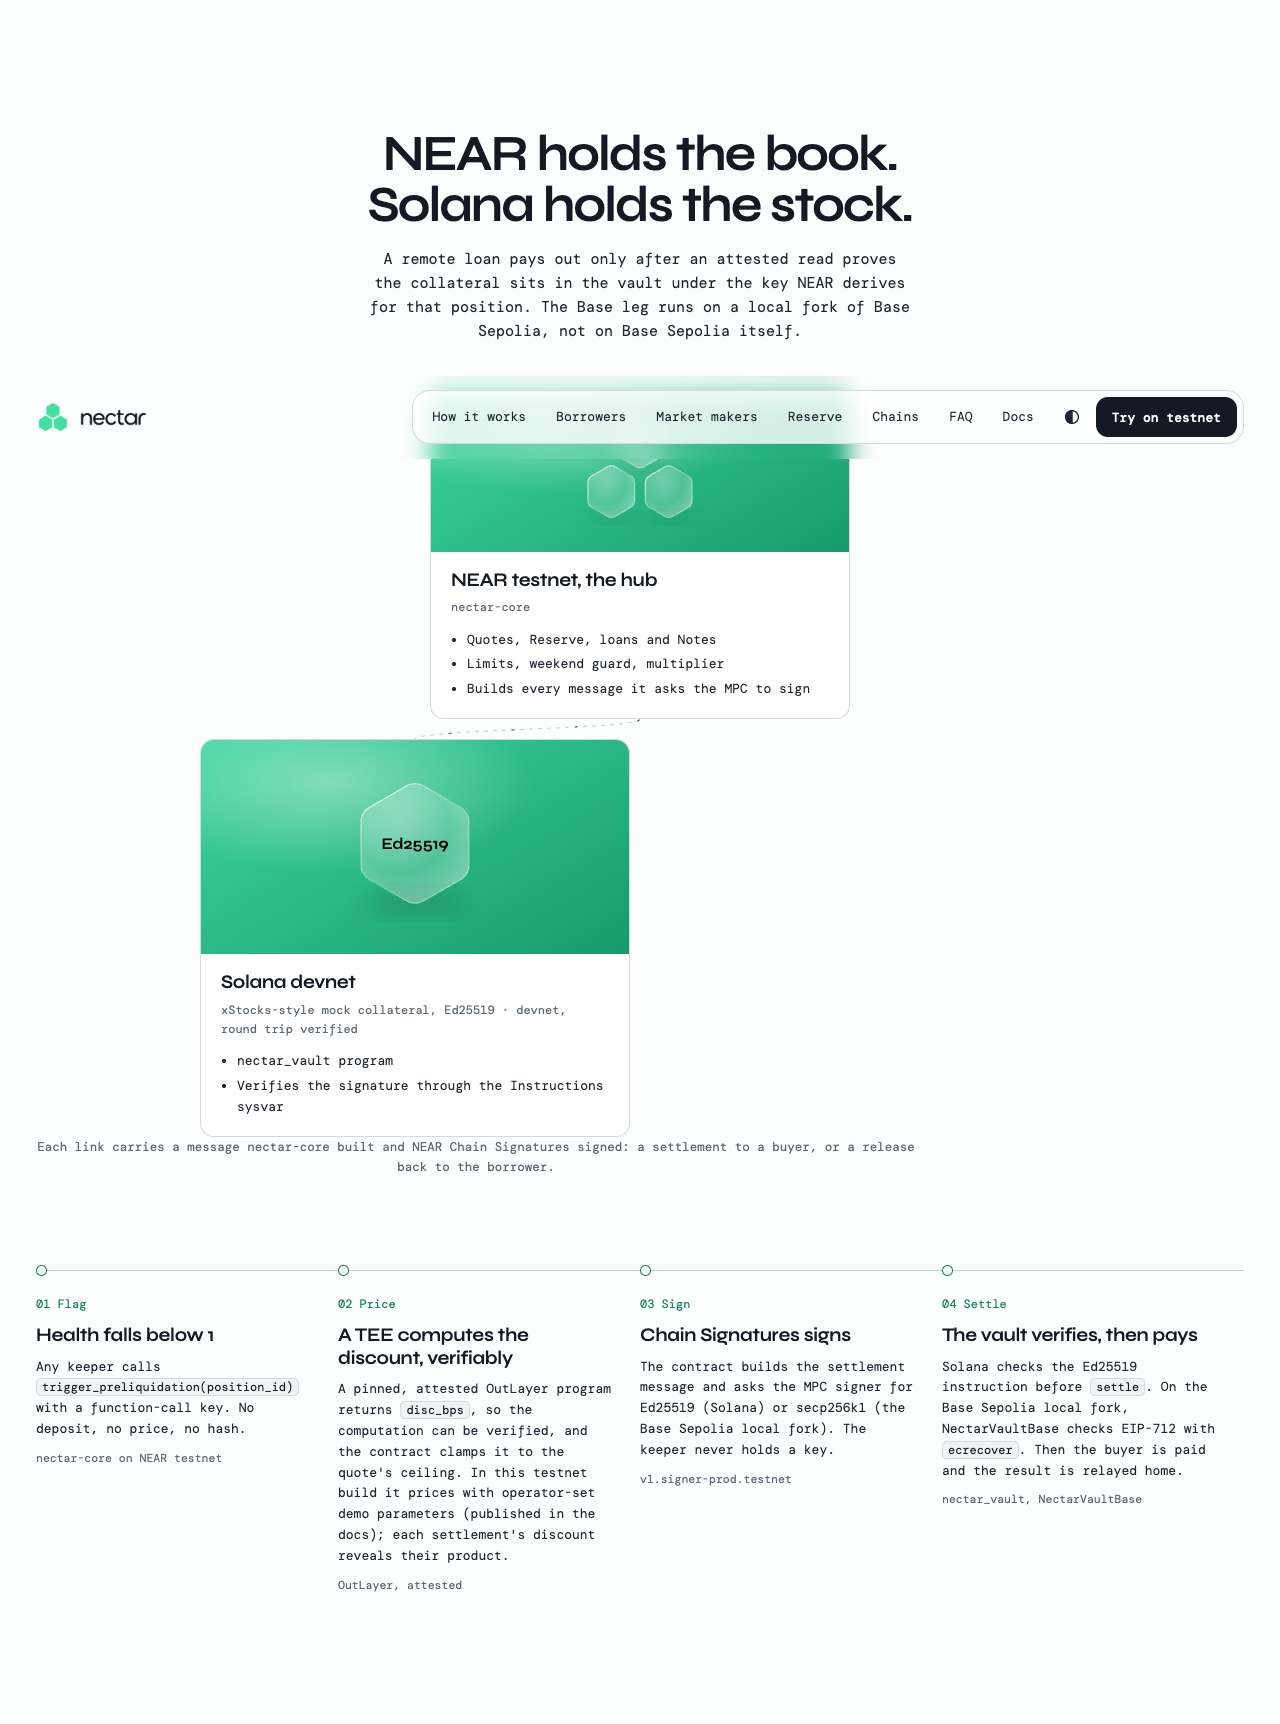 NEAR holds the book.
Solana holds the stock.
A remote loan pays out only after an attested read proves
the collateral sits in the vault under the key NEAR derives
for that position. The Base leg runs on a local fork of Base
Sepolia, not on Base Sepolia itself.
nectar
How it works Borrowers Market makers Reserve Chains FAQ Docs Try on testnet
NEAR testnet, the hub
nectar-core
• Quotes, Reserve, loans and Notes
• Limits, weekend guard, multiplier
• Builds every message it asks the MPC to sign
Ed25519
Solana devnet
xStocks-style mock collateral, Ed25519 · devnet,
round trip verified
• nectar_vault program
• Verifies the signature through the Instructions
sysvar
Each link carries a message nectar-core built and NEAR Chain Signatures signed: a settlement to a buyer, or a release
back to the borrower.
01 Flag
Health falls below 1
Any keeper calls
trigger_preliquidation(position_id)
with a function-call key. No
deposit, no price, no hash.
nectar-core on NEAR testnet
02 Price
A TEE computes the
discount, verifiably
A pinned, attested OutLayer program
returns disc_bps, so the
computation can be verified, and
the contract clamps it to the
quote's ceiling. In this testnet
build it prices with operator-set
demo parameters (published in the
docs); each settlement's discount
reveals their product.
OutLayer, attested
03 Sign
Chain Signatures signs
The contract builds the settlement
message and asks the MPC signer for
Ed25519 (Solana) or secp256k1 (the
Base Sepolia local fork). The
keeper never holds a key.
v1.signer-prod.testnet
04 Settle
The vault verifies, then pays
Solana checks the Ed25519
instruction before settle. On the
Base Sepolia local fork,
NectarVaultBase checks EIP-712 with
ecrecover. Then the buyer is paid
and the result is relayed home.
nectar_vault, NectarVaultBase